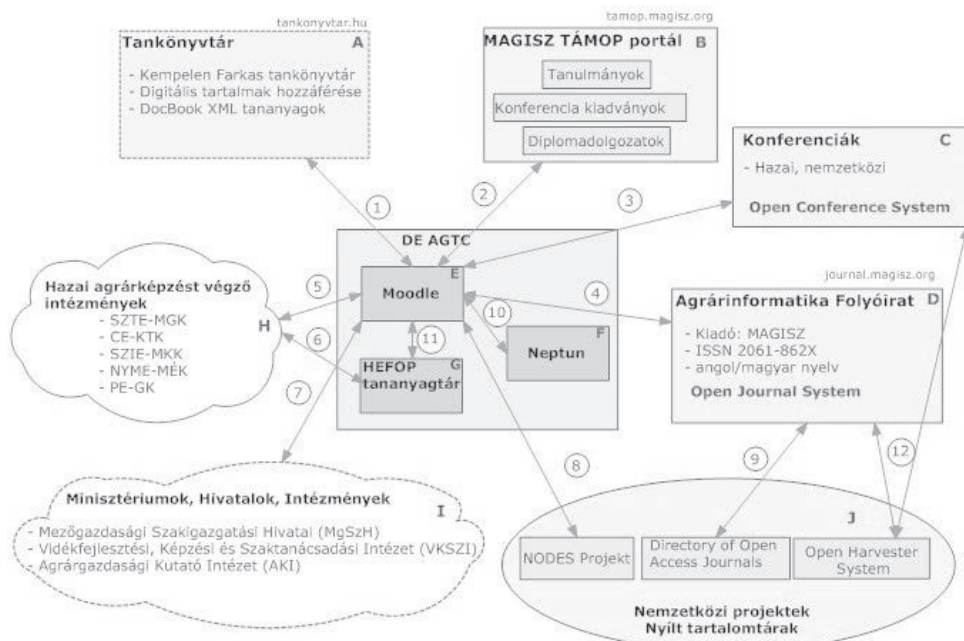 tankonyvtar.hu
Tankönyvtár
A
- Kempelen Farkas tankönyvtár
- Digitális tartalmak hozzáférése
- DocBook XML tananyagok
tamop.magisz.org
MAGISZ TÁMOP portál
B
Tanulmányok
Konferencia kiadványok
Diplomadolgozatok
Konferenciák
C
- Hazai, nemzetközi
Open Conference System
1
2
3
DE AGTC
E
Moodle
4
5
6
7
10
11
F
Neptun
G
HEFOP
tananyagtár
Hazai agrárképzést végző
intézmények
- SZTE-MGK
- CE-KTK
- SZIE-MKK
- NYME-MÉK
- PE-GK
H
journal.magisz.org
Agrárinformatika Folyóirat
D
- Kiadó: MAGISZ
- ISSN 2061-862X
- angol/magyar nyelv
Open Journal System
8
9
12
Minisztériumok, Hivatalok, Intézmények
I
- Mezőgazdasági Szakigazgatási Hivatal (MgSzH)
- Vidékfejlesztési, Képzési és Szaktanácsadási Intézet (VKSZI)
- Agrárgazdasági Kutató Intézet (AKI)
J
NODES Projekt
Directory of Open
Access Journals
Open Harvester
System
Nemzetközi projektek
Nyílt tartalomtárak